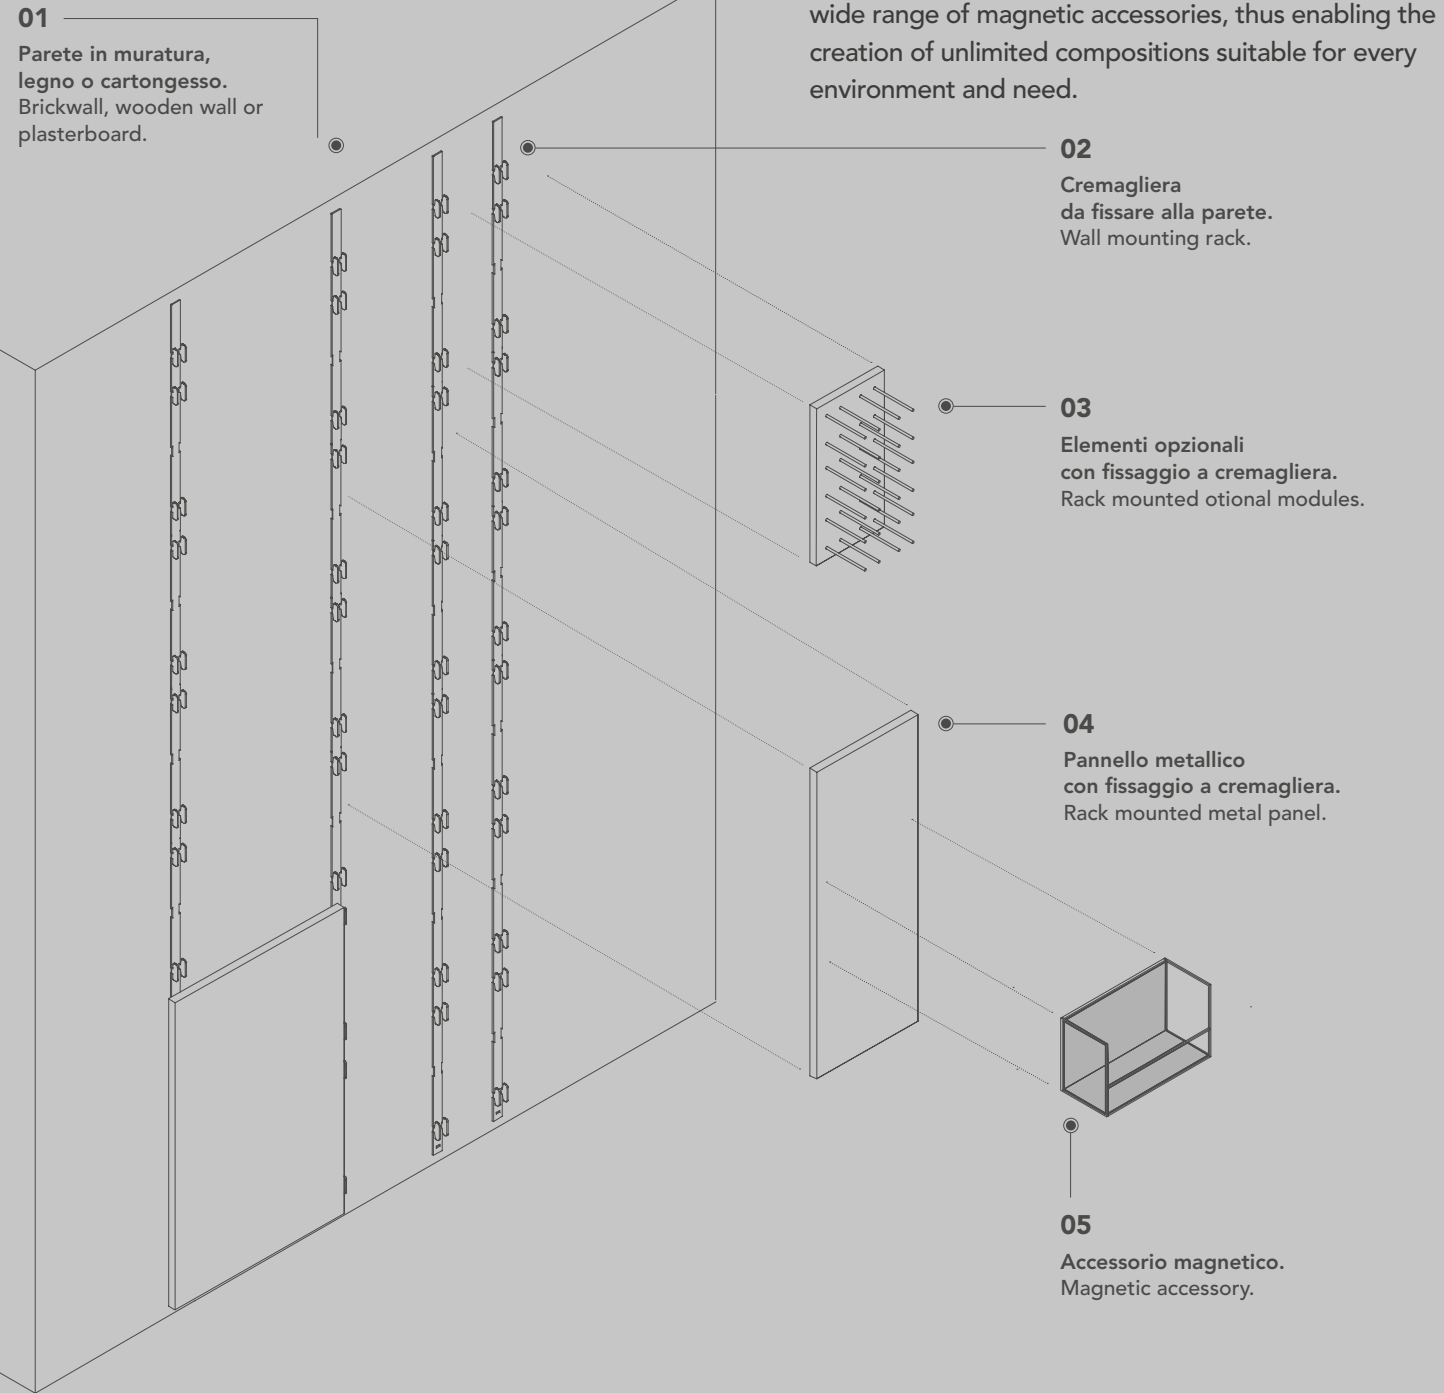 01
Parete in muratura,
legno o cartongesso.
Brickwall, wooden wall or
plasterboard.
wide range of magnetic accessories, thus enabling the
creation of unlimited compositions suitable for every
environment and need.
02
Cremagliera
da fissare alla parete.
Wall mounting rack.
03
Elementi opzionali
con fissaggio a cremagliera.
Rack mounted otional modules.
04
Pannello metallico
con fissaggio a cremagliera.
Rack mounted metal panel.
05
Accessorio magnetico.
Magnetic accessory.